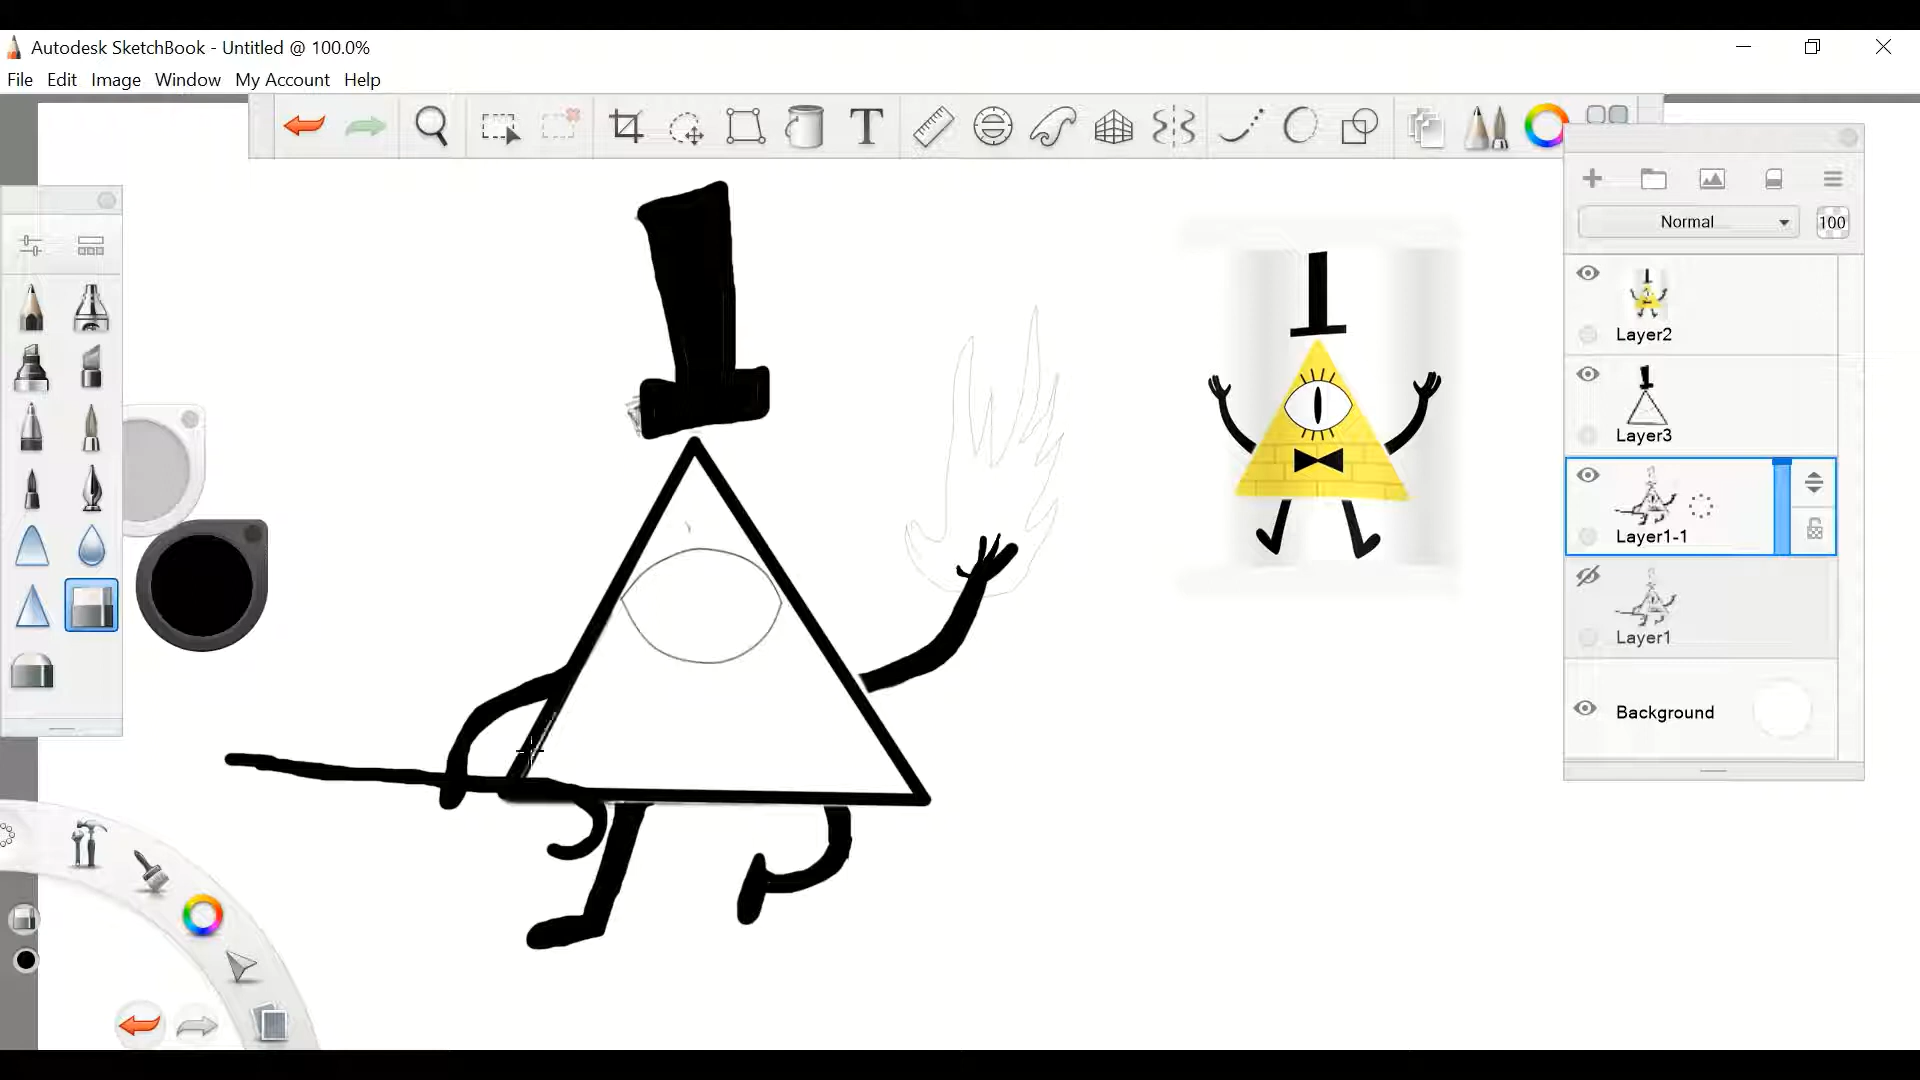 Autodesk SketchBook - Untitled @ 100.0%
File Edit Image Window My Account Help
T
Normal 100
Layer2
Layer3
Layer1-1
Layer1
Background